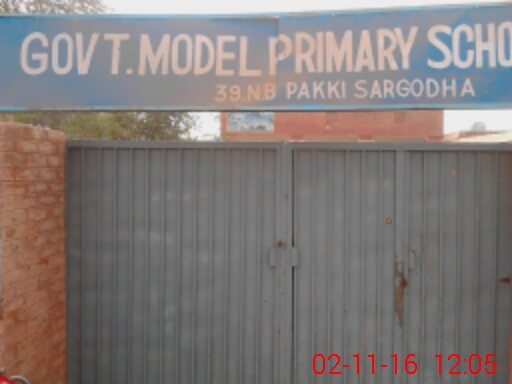 GOVT.MODEL PRIMARY SCHO
39.NB PAKKI SARGODHA
02-11-16 12:05